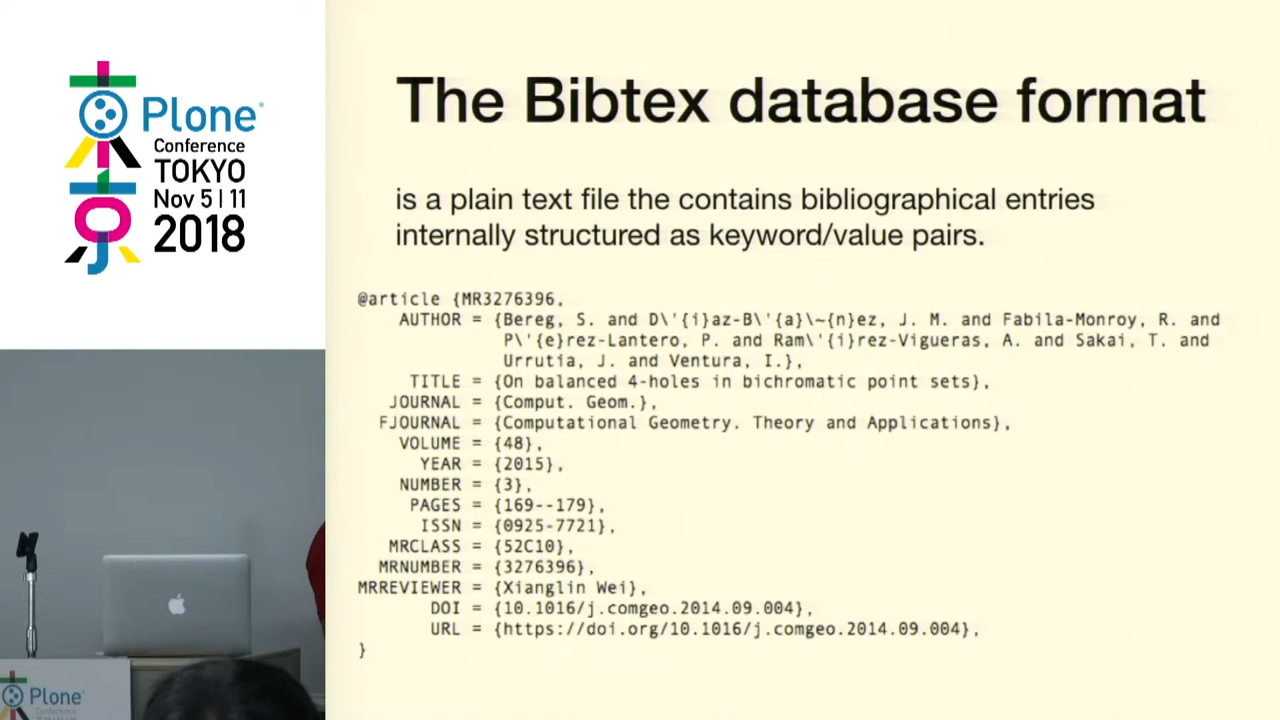 Plone
Conference
TOKYO
Nov 5 | 11
2018
The Bibtex database format
is a plain text file the contains bibliographical entries
internally structured as keyword/value pairs.
@article {MR3276396,
AUTHOR = {Bereg, S. and D\'{i}az-B\'{a}\~{n}ez, J. M. and Fabila-Monroy, R. and
P\'{e}rez-Lantero, P. and Ram\'{i}rez-Vigueras, A. and Sakai, T. and
Urrutia, J. and Ventura, I.},
TITLE = {On balanced 4-holes in bichromatic point sets},
JOURNAL = {Comput. Geom.},
FJOURNAL = {Computational Geometry. Theory and Applications},
VOLUME = {48},
YEAR = {2015},
NUMBER = {3},
PAGES = {169--179},
ISSN = {0925-7721},
MRCLASS = {52C10},
MRNUMBER = {3276396},
MRREVIEWER = {Xianglin Wei},
DOI = {10.1016/j.comgeo.2014.09.004},
URL = {https://doi.org/10.1016/j.comgeo.2014.09.004},
}
Plone
Conference
TOKYO